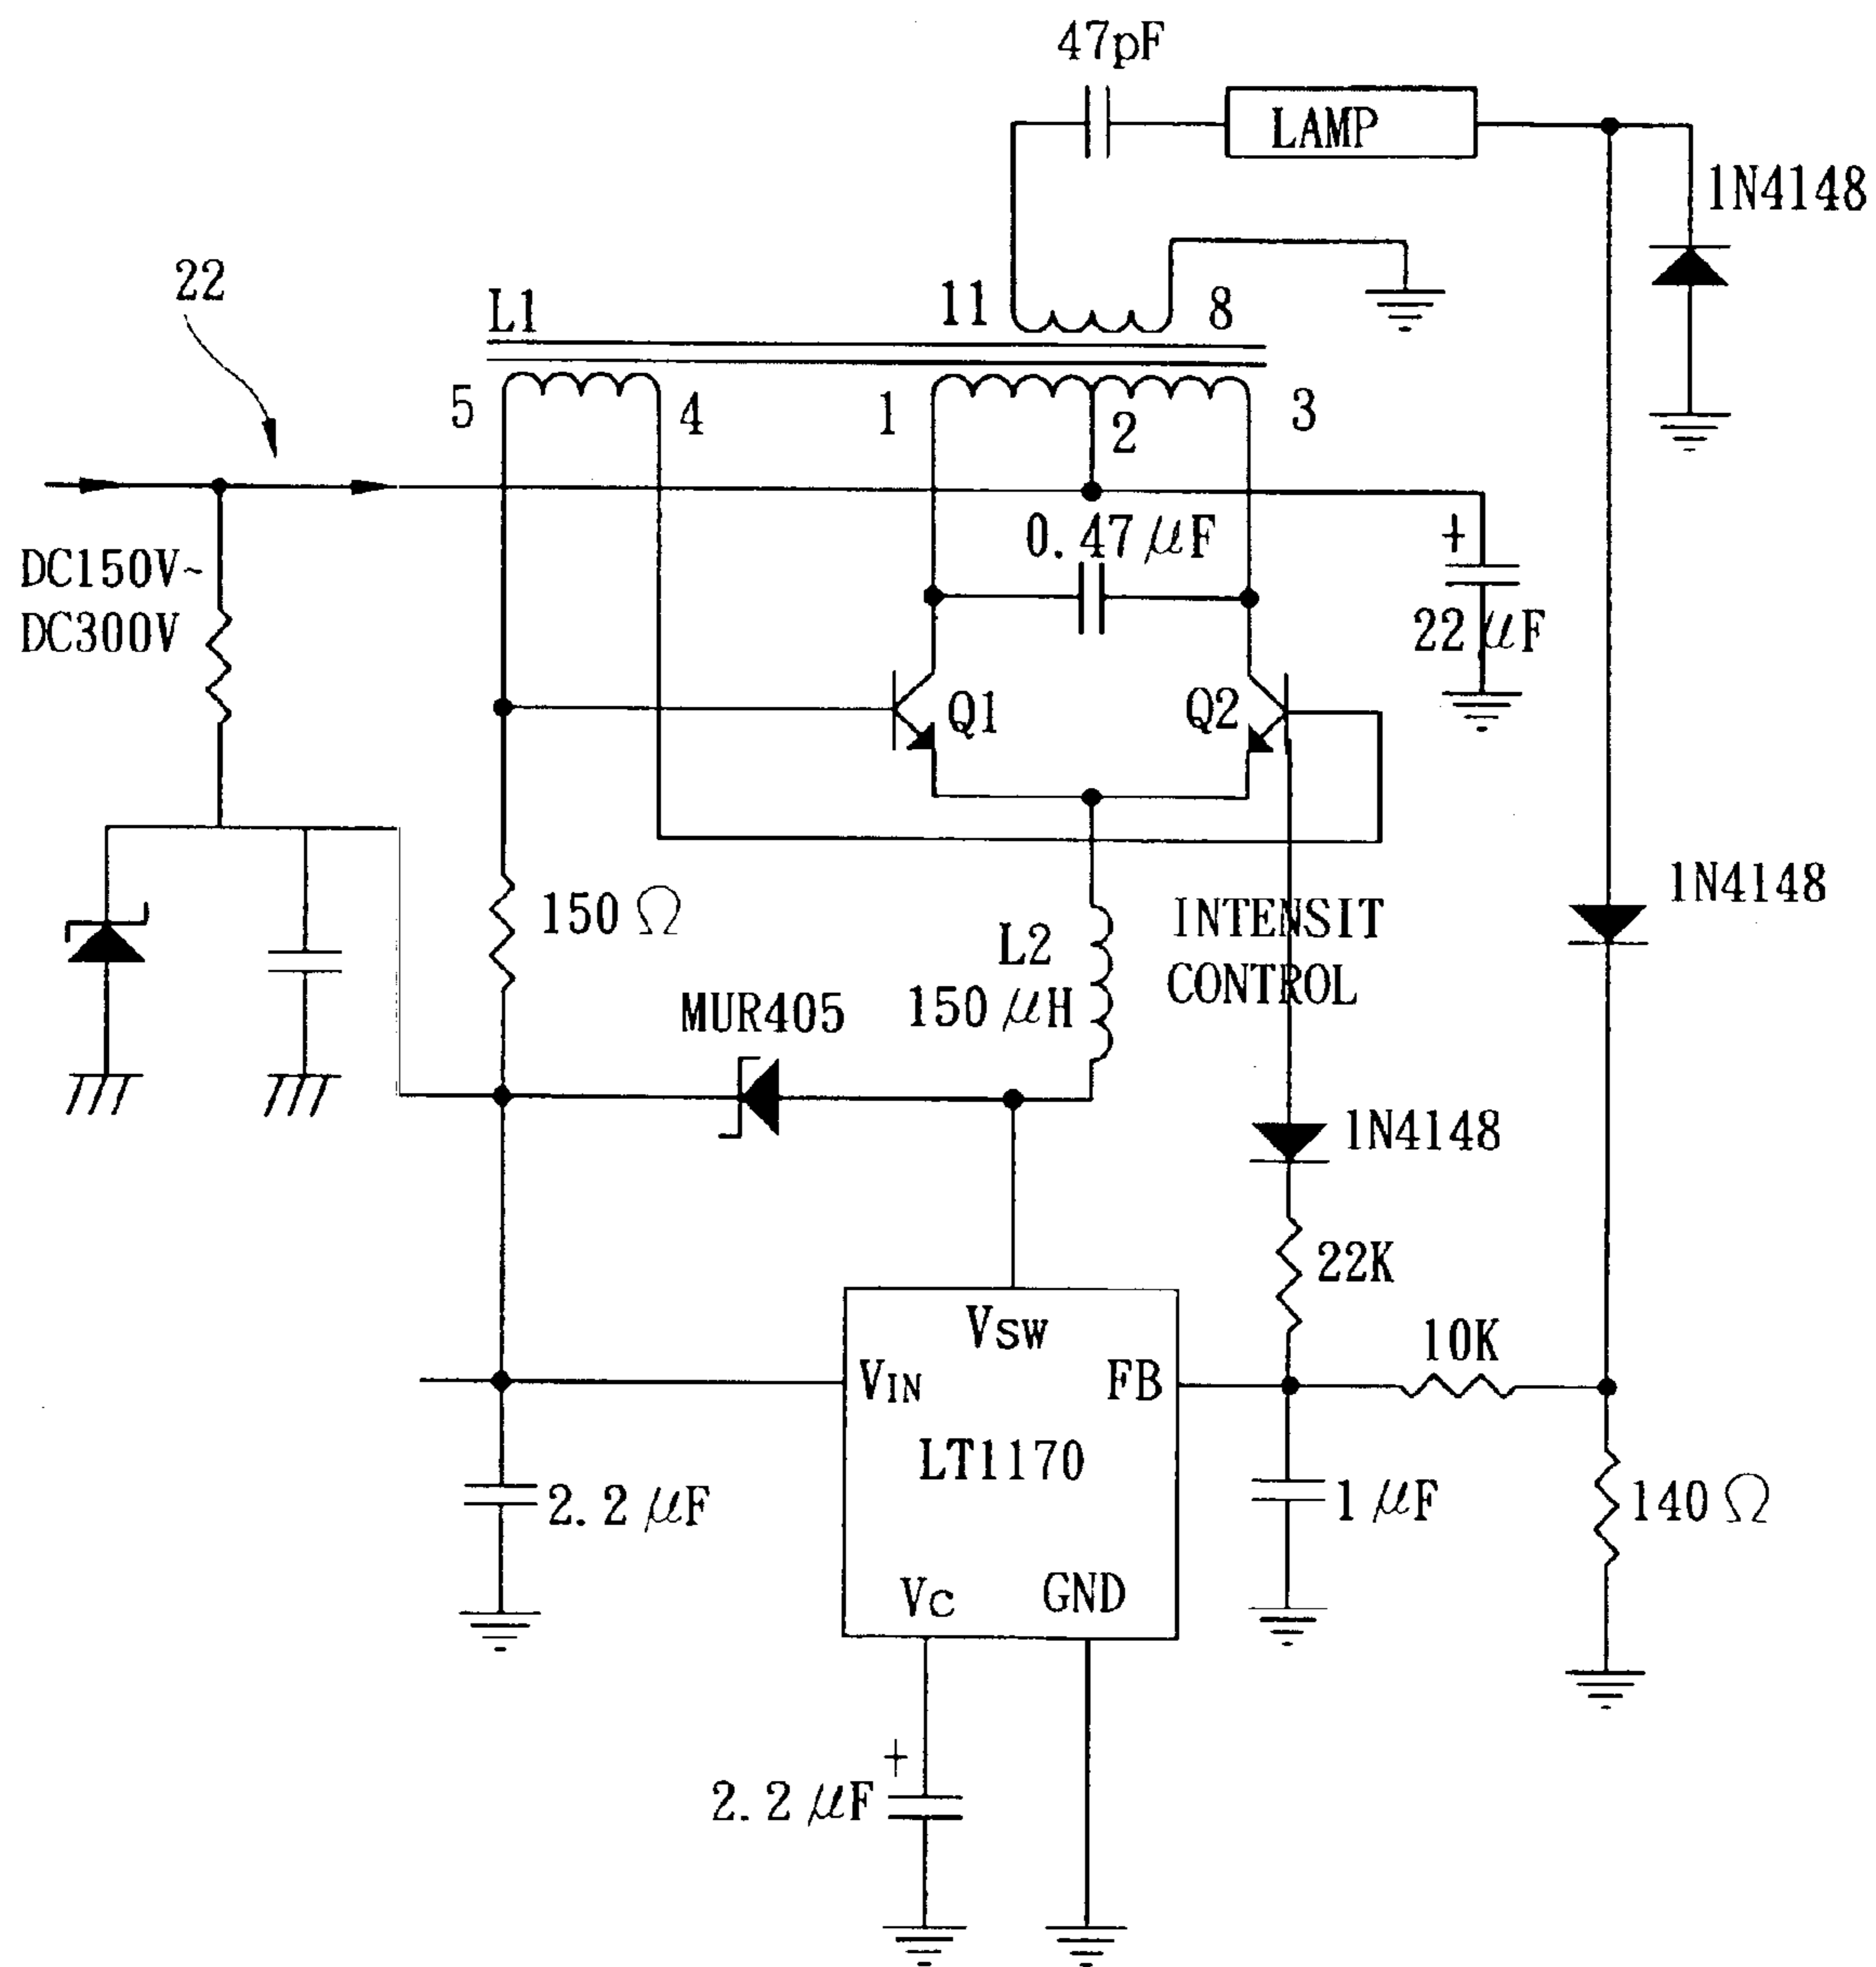 47pF
LAMP
1N4148
22
L1
11
8
5
4
1
2
3
DC150V~
DC300V
0.47μF
+
22μF
Q1
Q2
1N4148
150Ω
L2
150μH
INTENSIT
CONTROL
MUR405
1N4148
22K
10K
VSW
VIN
FB
LT1170
2.2μF
1μF
140Ω
VC
GND
+
2.2μF